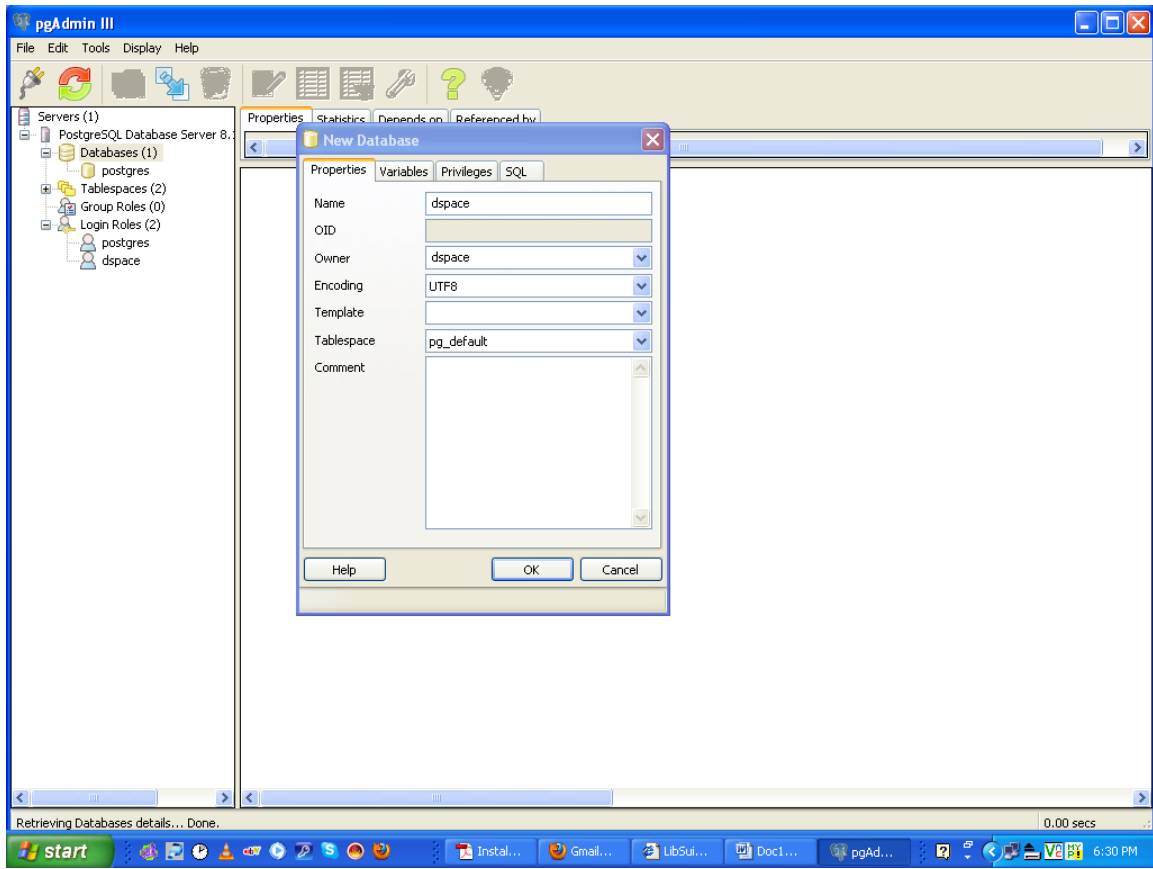 pgAdmin III
File Edit Tools Display Help
Servers (1)
PostgreSQL Database Server 8.
Databases (1)
postgres
Tablespaces (2)
Group Roles (0)
Login Roles (2)
postgres
dspace
Properties Statistics Depends on Referenced by
New Database
Properties Variables Privileges SQL
Name dspace
OID
Owner dspace
Encoding UTF8
Template
Tablespace pg_default
Comment
Help OK Cancel
Retrieving Databases details... Done. 0.00 secs
start Instal... Gmail... LibSui... Doc1... pgAd... 6:30 PM